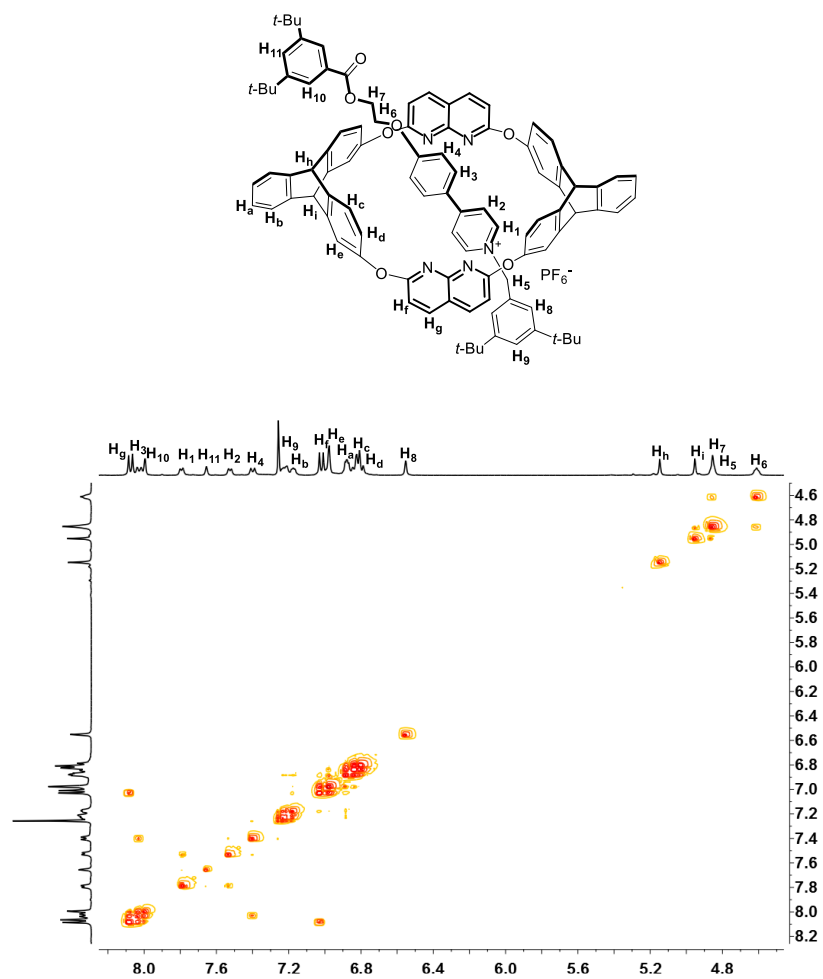 t-Bu
H11
t-Bu
O
H10
O
H7
H6
O
O
N
N
O
H4
Hh
H3
H2
Ha
Hb
Hi
Hc
Hd
H1
He
N+
O
N
N
O
H5
PF6-
Hf
H8
Hg
t-Bu
t-Bu
H9
Hg
H3
H10
H1
H11
H2
H4
H9
Hb
Hf
He
Ha
Hc
Hd
H8
Hh
Hi
H7
H5
H6
4.6
4.8
5.0
5.2
5.4
5.6
5.8
6.0
6.2
6.4
6.6
6.8
7.0
7.2
7.4
7.6
7.8
8.0
8.2
8.0 7.6 7.2 6.8 6.4 6.0 5.6 5.2 4.8